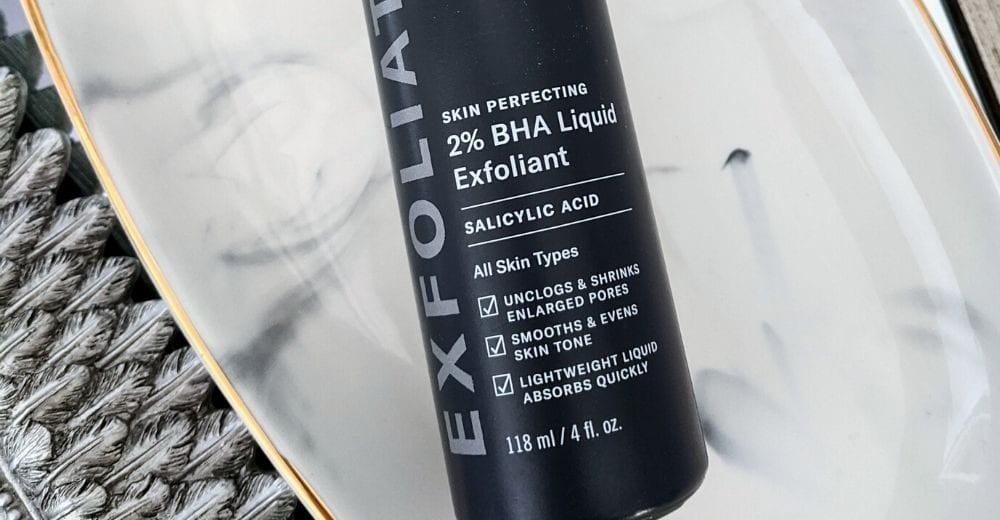 EXFOLIAT
SKIN PERFECTING
2% BHA Liquid
Exfoliant
SALICYLIC ACID
All Skin Types
UNCLOGS & SHRINKS
ENLARGED PORES
SMOOTHS & EVENS
SKIN TONE
LIGHTWEIGHT LIQUID
ABSORBS QUICKLY
118 ml / 4 fl. oz.